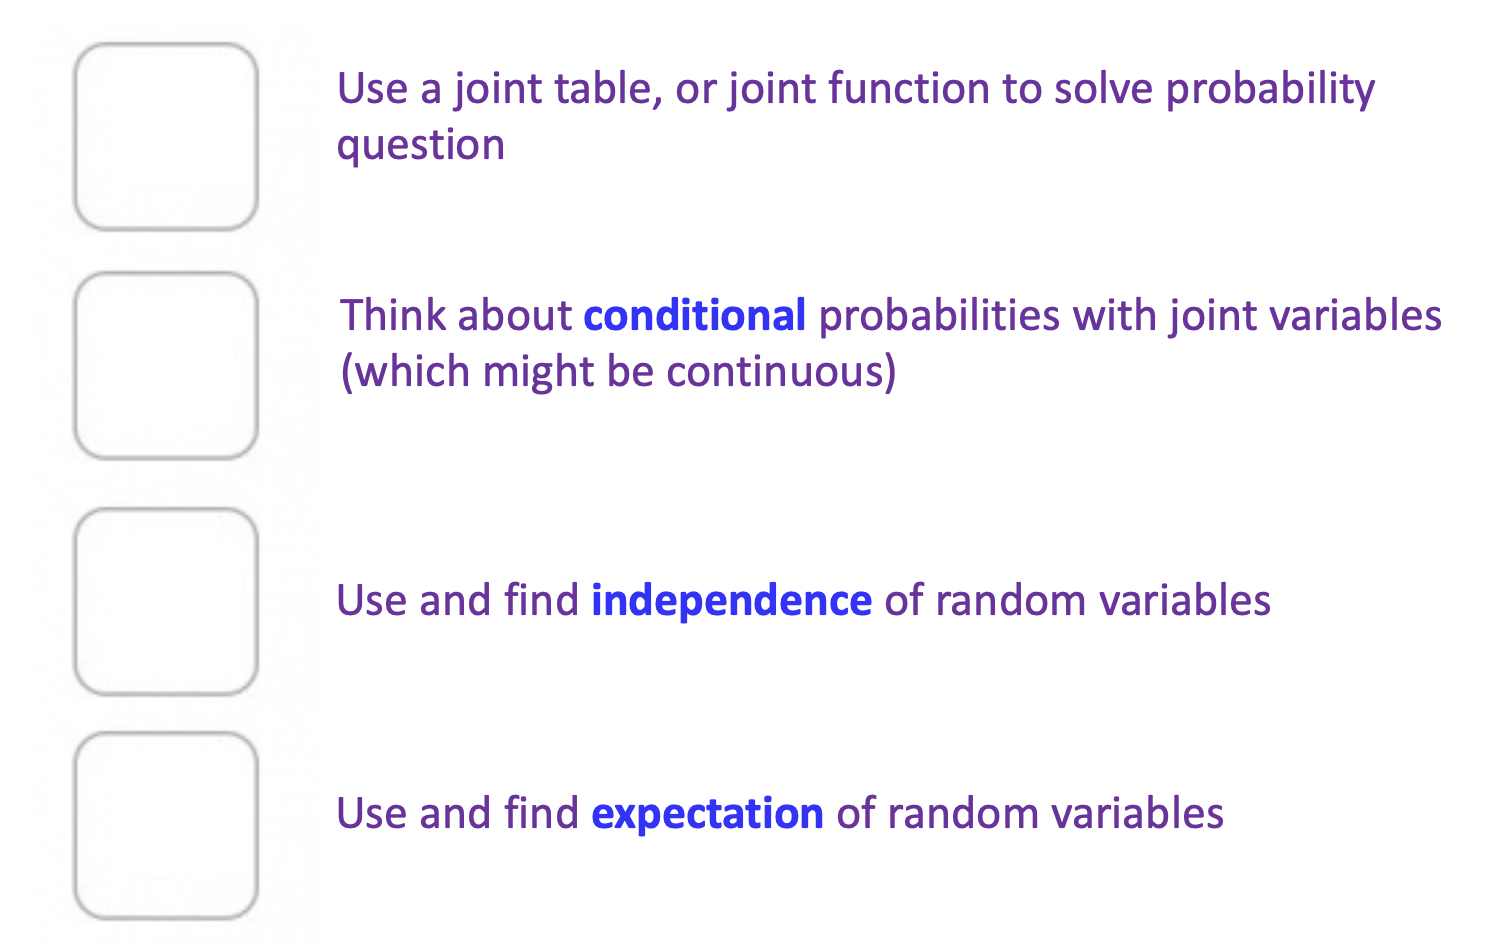 Use a joint table, or joint function to solve probability
question
Think about conditional probabilities with joint variables
(which might be continuous)
Use and find independence of random variables
Use and find expectation of random variables